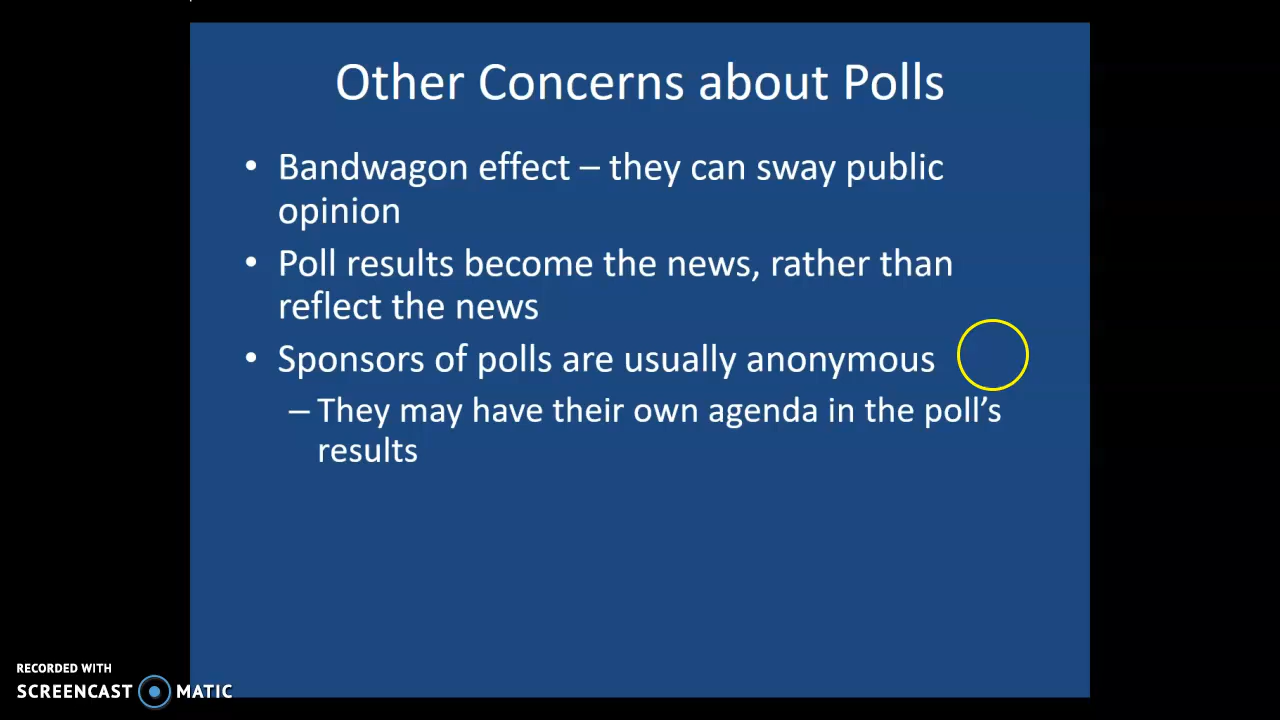 Other Concerns about Polls
• Bandwagon effect – they can sway public
opinion
• Poll results become the news, rather than
reflect the news
• Sponsors of polls are usually anonymous
– They may have their own agenda in the poll’s
results
RECORDED WITH
SCREENCAST MATIC